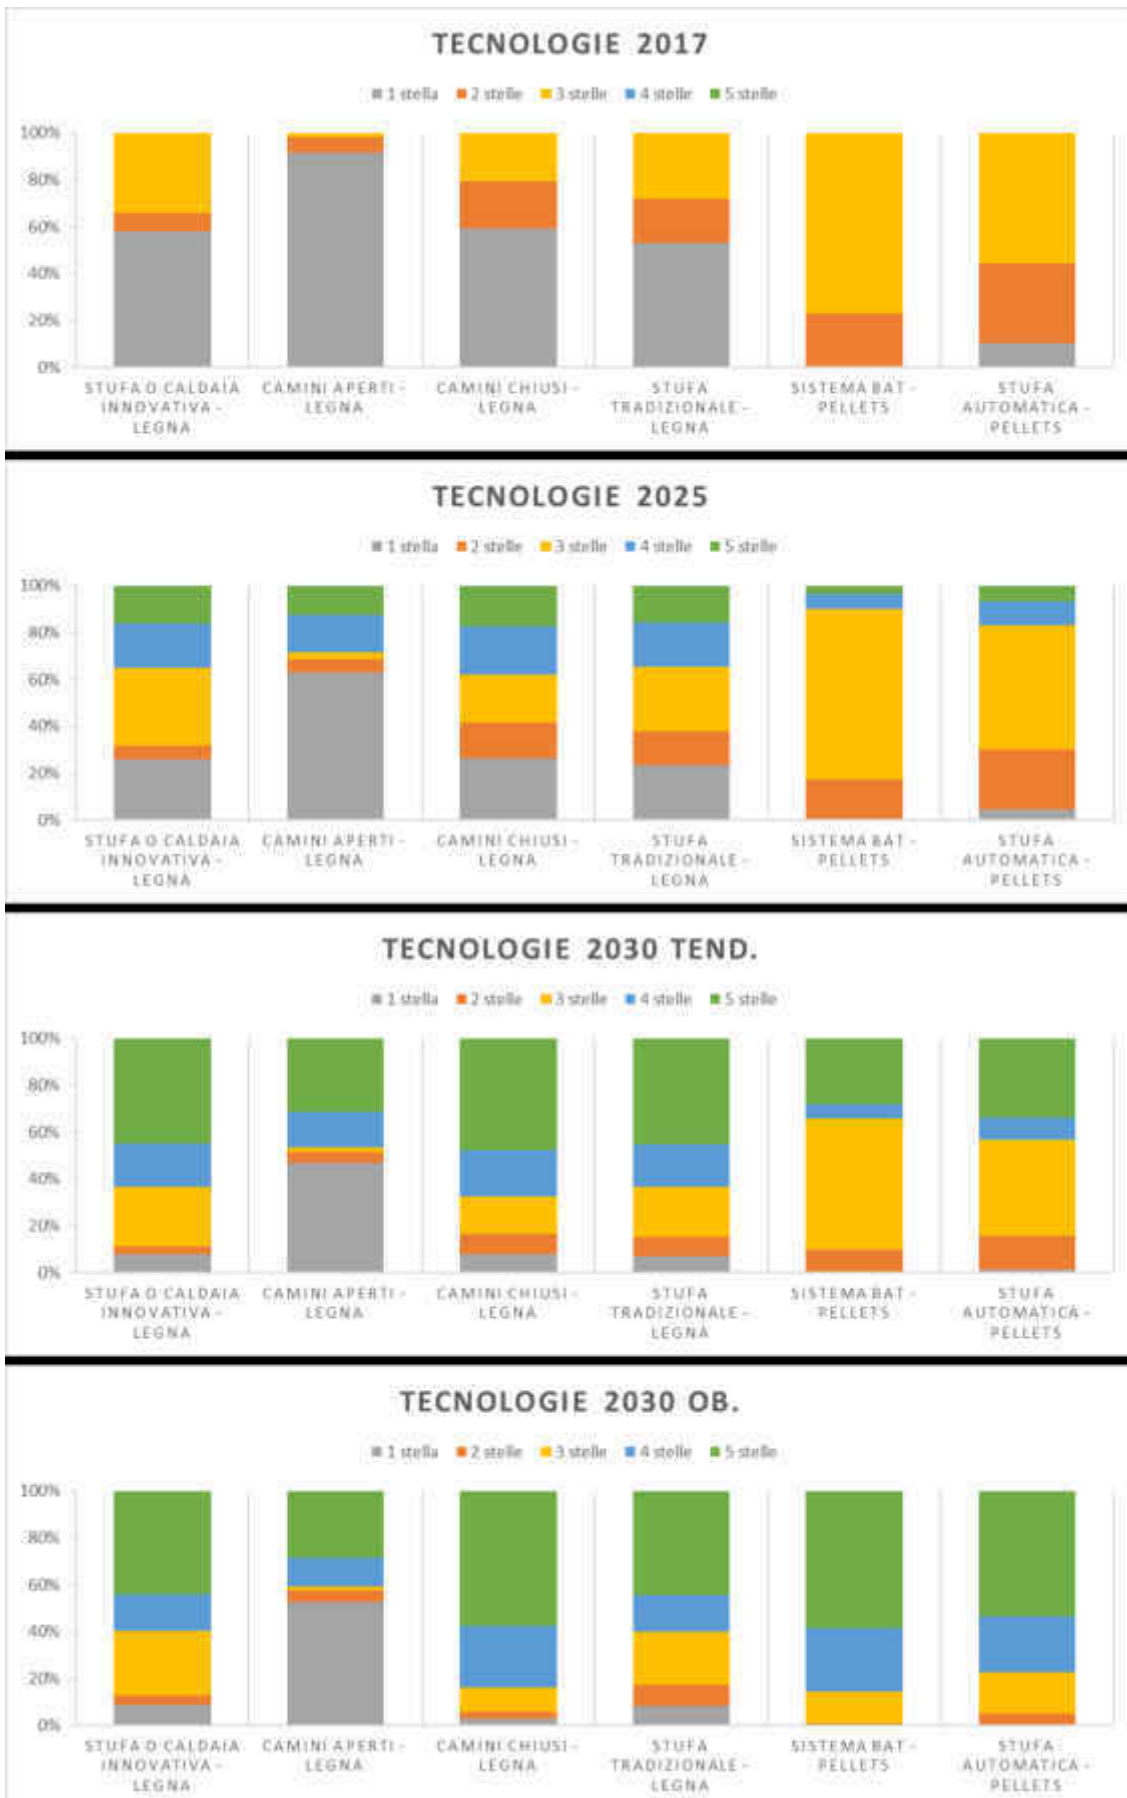 TECNOLOGIE 2017
1 stella 2 stelle 3 stelle 4 stelle 5 stelle
100%
80%
60%
40%
20%
0%
STUFA O CALDAIA INNOVATIVA - LEGNA
CAMINI APERTI - LEGNA
CAMINI CHIUSI - LEGNA
STUFA TRADIZIONALE - LEGNA
SISTEMA BAT - PELLETS
STUFA AUTOMATICA - PELLETS
TECNOLOGIE 2025
1 stella 2 stelle 3 stelle 4 stelle 5 stelle
100%
80%
60%
40%
20%
0%
STUFA O CALDAIA INNOVATIVA - LEGNA
CAMINI APERTI - LEGNA
CAMINI CHIUSI - LEGNA
STUFA TRADIZIONALE - LEGNA
SISTEMA BAT - PELLETS
STUFA AUTOMATICA - PELLETS
TECNOLOGIE 2030 TEND.
1 stella 2 stelle 3 stelle 4 stelle 5 stelle
100%
80%
60%
40%
20%
0%
STUFA O CALDAIA INNOVATIVA - LEGNA
CAMINI APERTI - LEGNA
CAMINI CHIUSI - LEGNA
STUFA TRADIZIONALE - LEGNA
SISTEMA BAT - PELLETS
STUFA AUTOMATICA - PELLETS
TECNOLOGIE 2030 OB.
1 stella 2 stelle 3 stelle 4 stelle 5 stelle
100%
80%
60%
40%
20%
0%
STUFA O CALDAIA INNOVATIVA - LEGNA
CAMINI APERTI - LEGNA
CAMINI CHIUSI - LEGNA
STUFA TRADIZIONALE - LEGNA
SISTEMA BAT - PELLETS
STUFA AUTOMATICA - PELLETS